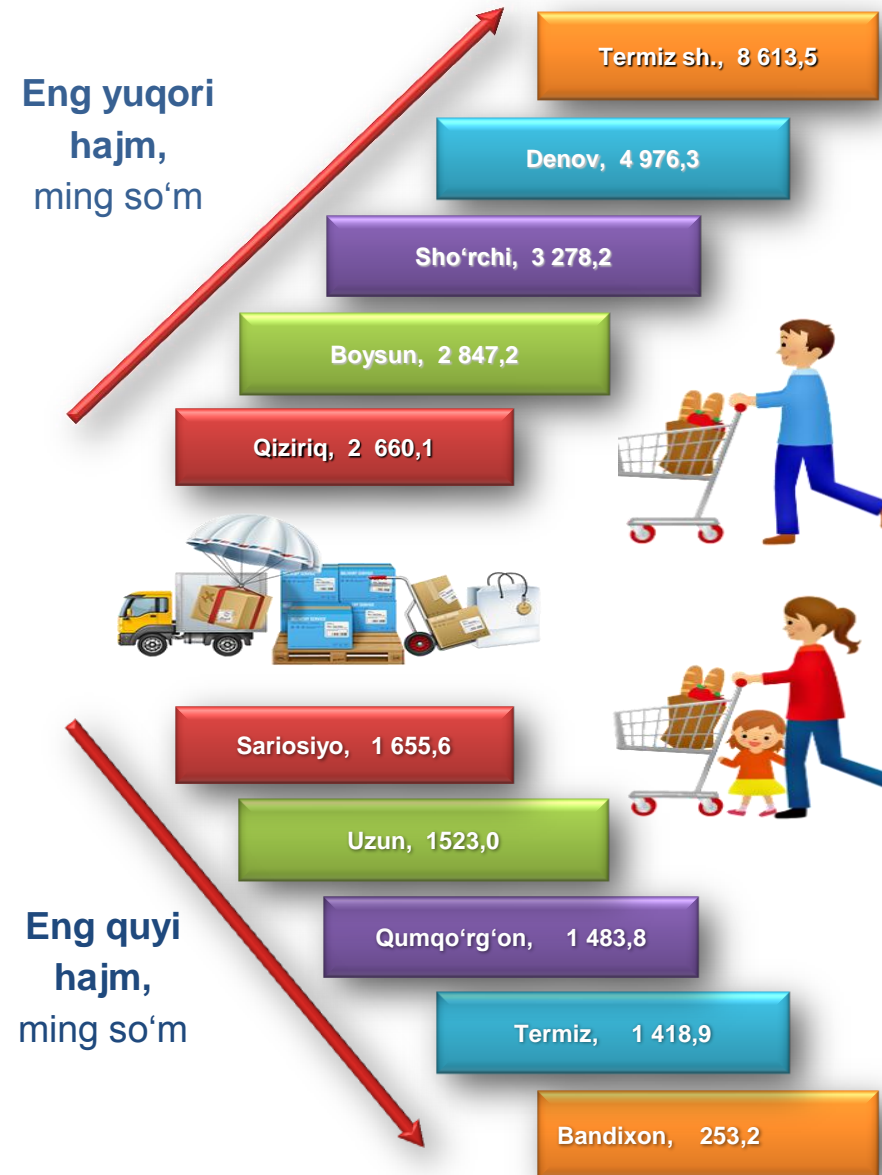 Eng yuqori
hajm,
ming so‘m
Termiz sh., 8 613,5
Denov, 4 976,3
Sho‘rchi, 3 278,2
Boysun, 2 847,2
Qiziriq, 2 660,1
Sariosiyo, 1 655,6
Uzun, 1523,0
Qumqo‘rg‘on, 1 483,8
Eng quyi
hajm,
ming so‘m
Termiz, 1 418,9
Bandixon, 253,2